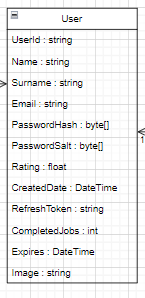 User
UserId : string
Name : string
Surname : string
Email : string
PasswordHash : byte[]
PasswordSalt : byte[]
1
Rating : float
CreatedDate : DateTime
RefreshToken : string
CompletedJobs : int
Expires : DateTime
Image : string